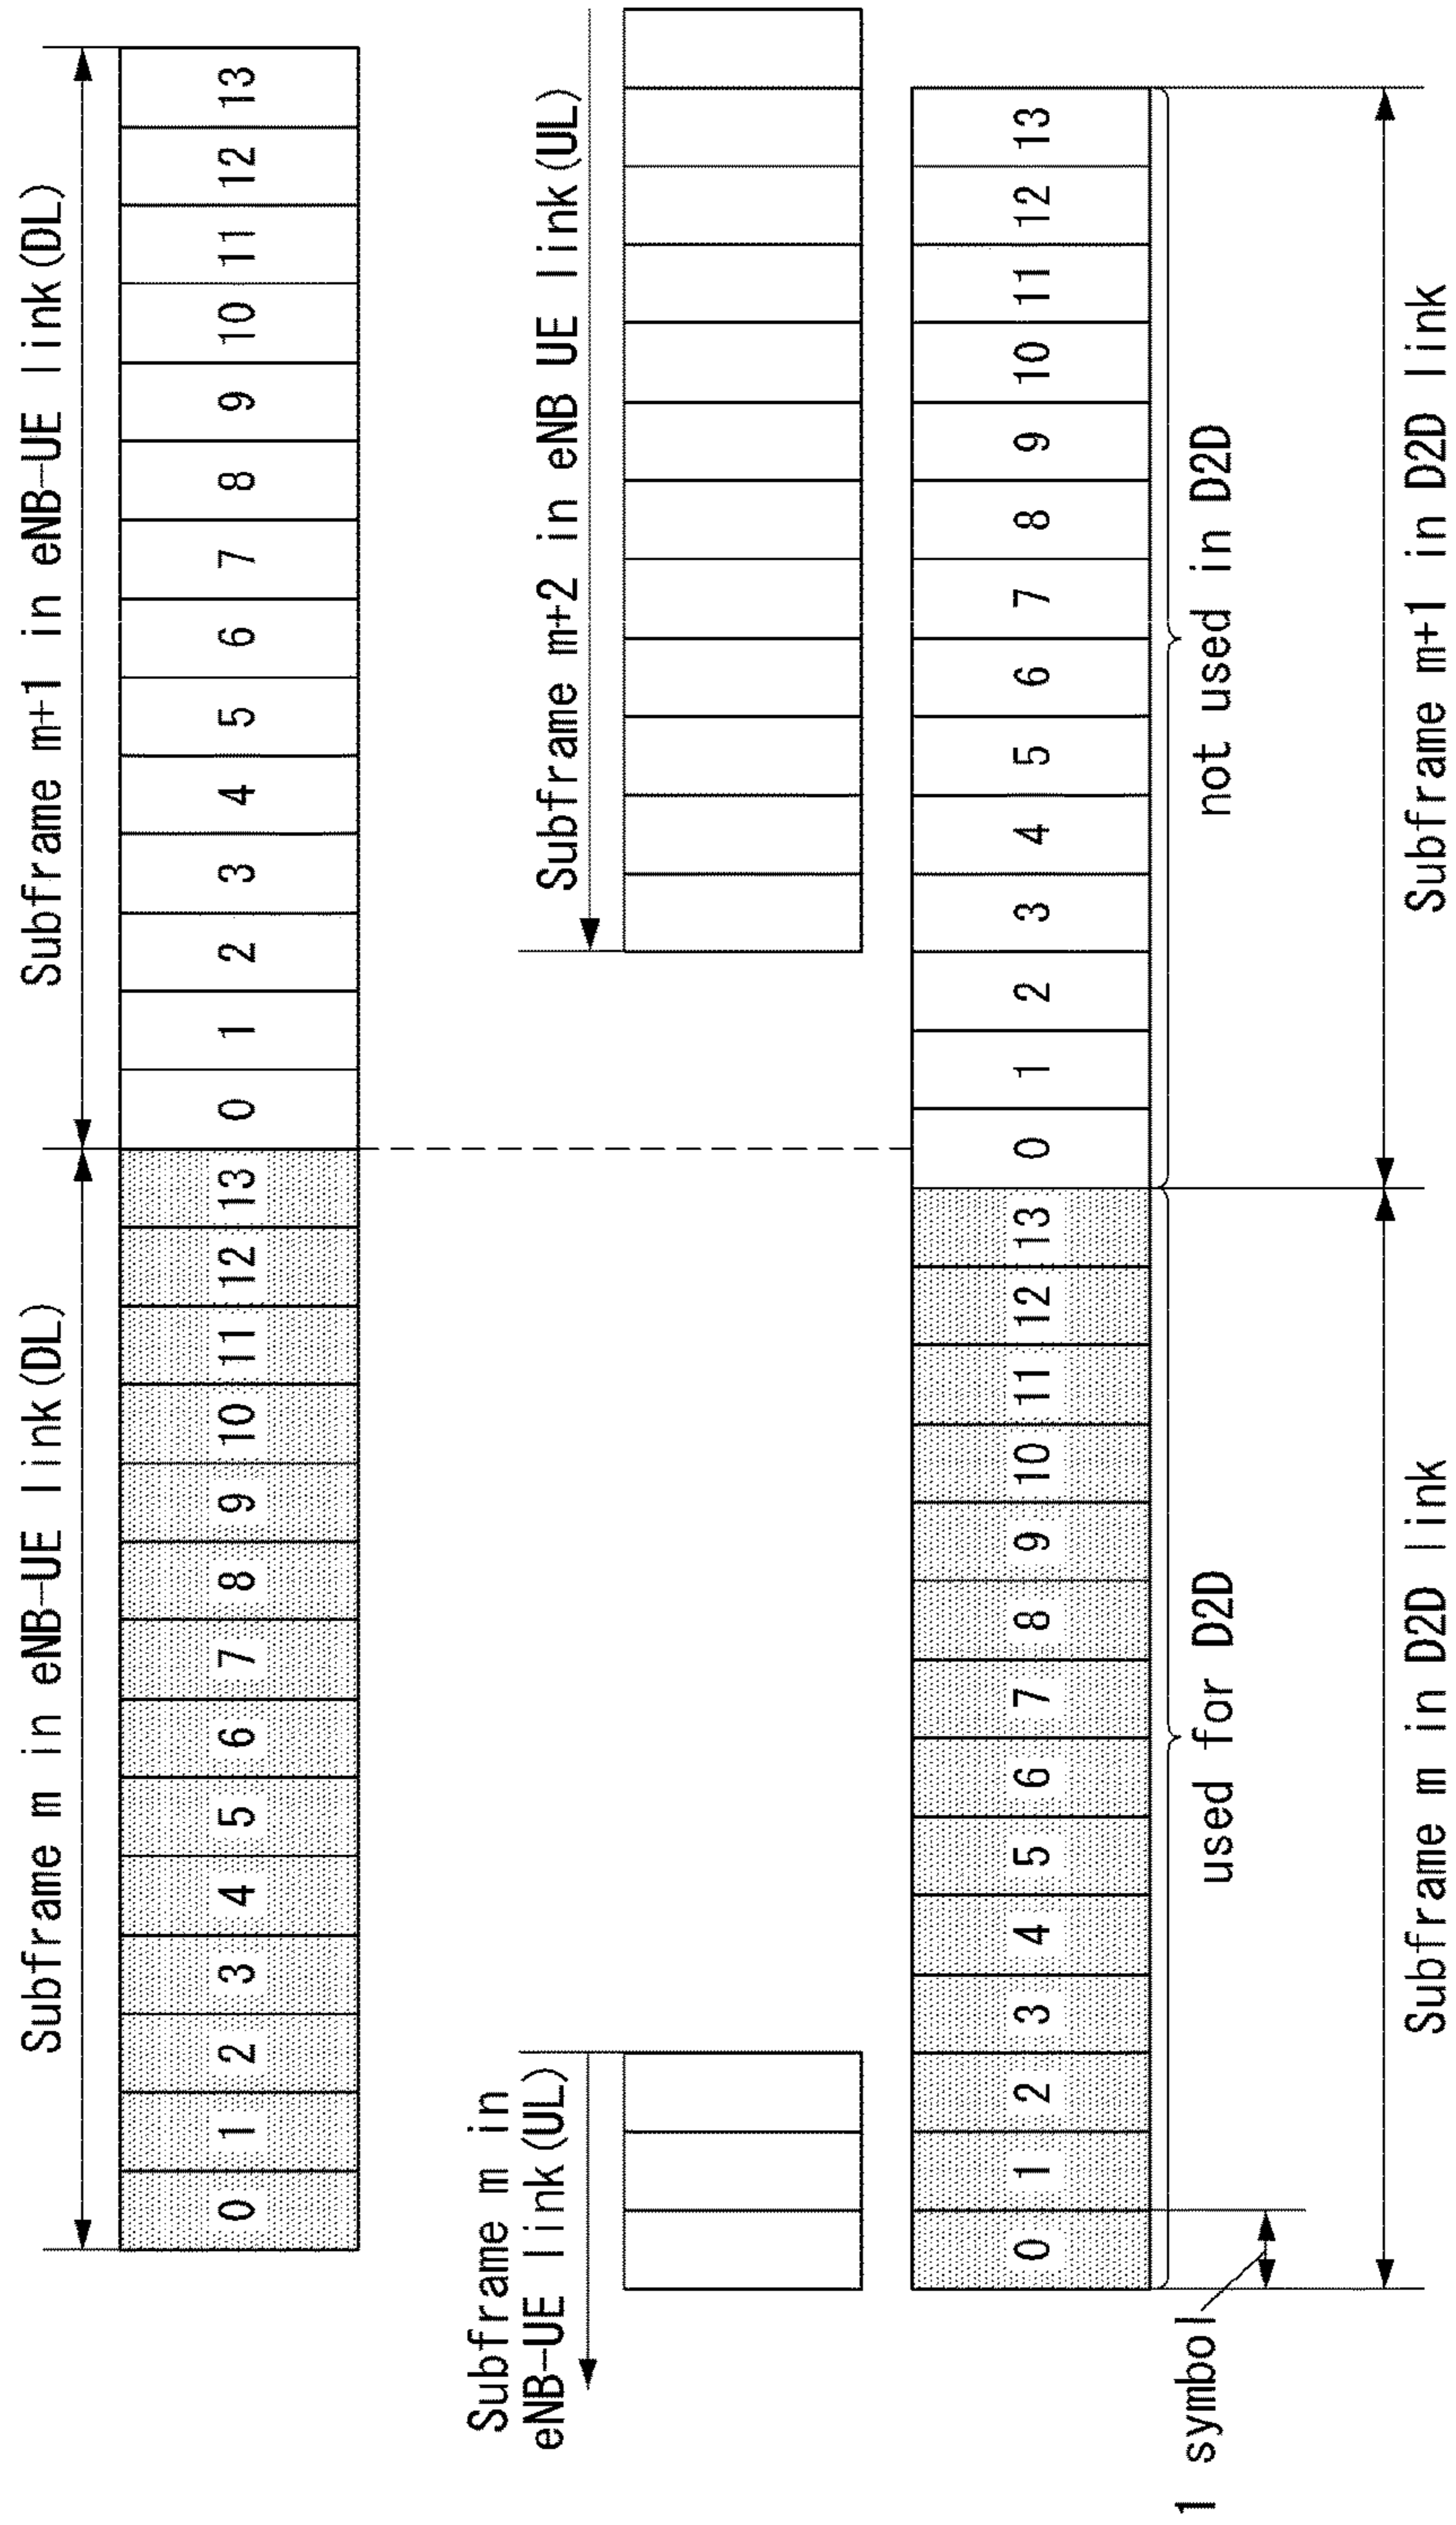 Subframe m in eNB-UE link(DL)
Subframe m+1 in eNB-UE link(DL)
0 1 2 3 4 5 6 7 8 9 10 11 12 13 0 1 2 3 4 5 6 7 8 9 10 11 12 13
Subframe m in
eNB-UE link(UL)
Subframe m+2 in eNB UE link(UL)
0 1 2 3 4 5 6 7 8 9 10 11 12 13 0 1 2 3 4 5 6 7 8 9 10 11 12 13
1 symbol
used for D2D
not used in D2D
Subframe m in D2D link
Subframe m+1 in D2D link